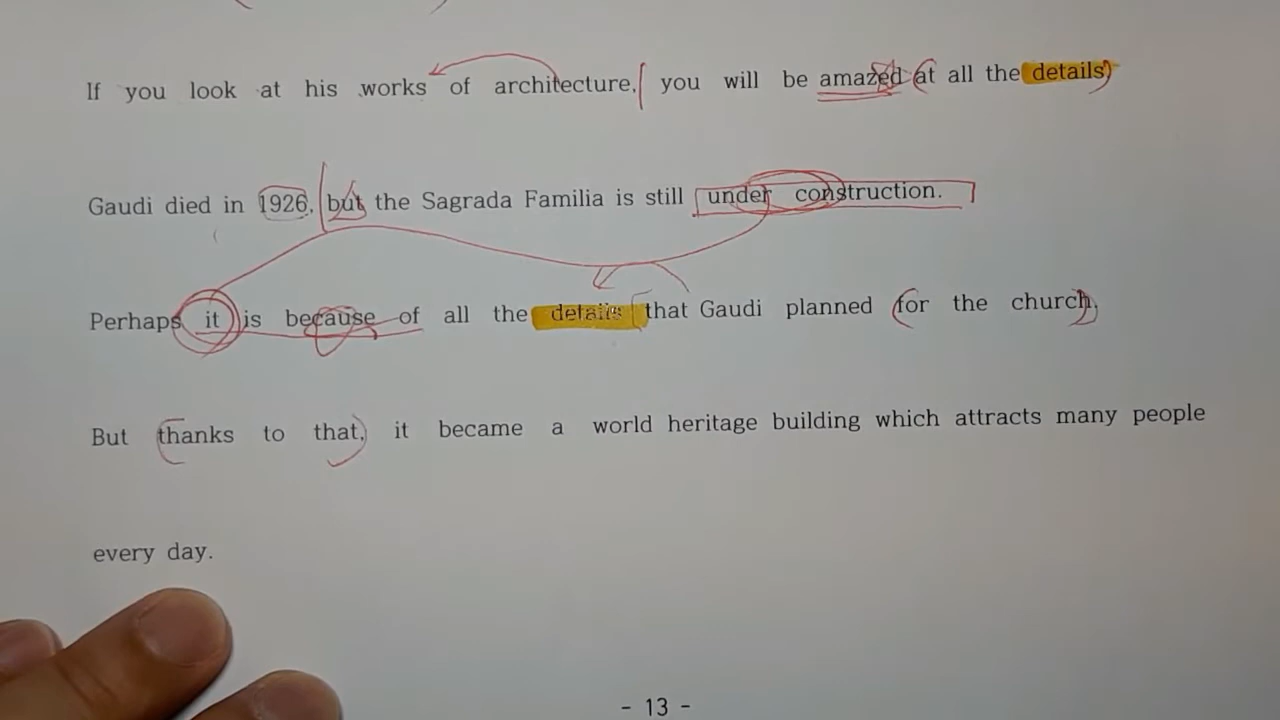 If you look at his works of architecture, you will be amazed at all the details
Gaudi died in 1926, but the Sagrada Familia is still under construction.
Perhaps it is because of all the details that Gaudi planned for the church,
But thanks to that, it became a world heritage building which attracts many people
every day.
- 13 -